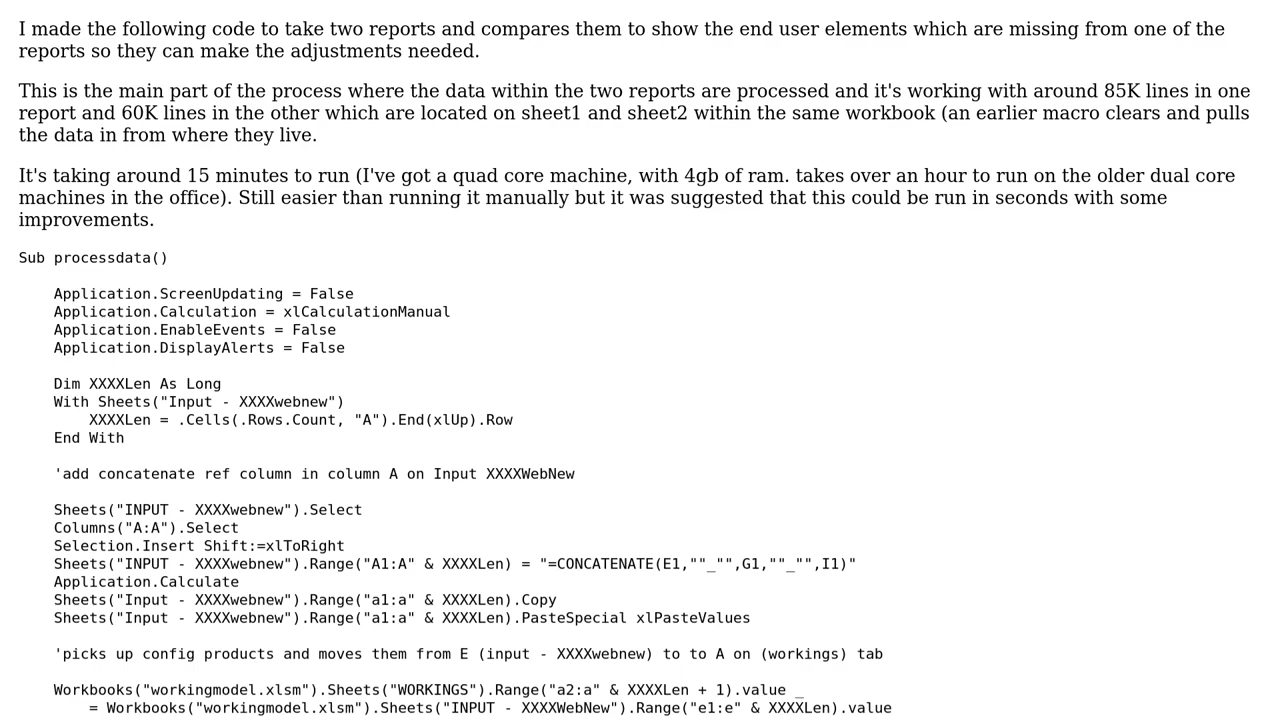 I made the following code to take two reports and compares them to show the end user elements which are missing from one of the
reports so they can make the adjustments needed.
This is the main part of the process where the data within the two reports are processed and it's working with around 85K lines in one
report and 60K lines in the other which are located on sheet1 and sheet2 within the same workbook (an earlier macro clears and pulls
the data in from where they live.
It's taking around 15 minutes to run (I've got a quad core machine, with 4gb of ram. takes over an hour to run on the older dual core
machines in the office). Still easier than running it manually but it was suggested that this could be run in seconds with some
improvements.
Sub processdata()
    Application.ScreenUpdating = False
    Application.Calculation = xlCalculationManual
    Application.EnableEvents = False
    Application.DisplayAlerts = False
    Dim XXXXLen As Long
    With Sheets("Input - XXXXwebnew")
        XXXXLen = .Cells(.Rows.Count, "A").End(xlUp).Row
    End With
    'add concatenate ref column in column A on Input XXXXWebNew
    Sheets("INPUT - XXXXwebnew").Select
    Columns("A:A").Select
    Selection.Insert Shift:=xlToRight
    Sheets("INPUT - XXXXwebnew").Range("A1:A" & XXXXLen) = "=CONCATENATE(E1,""_"",G1,""_"",I1)"
    Application.Calculate
    Sheets("Input - XXXXwebnew").Range("a1:a" & XXXXLen).Copy
    Sheets("Input - XXXXwebnew").Range("a1:a" & XXXXLen).PasteSpecial xlPasteValues
    'picks up config products and moves them from E (input - XXXXwebnew) to to A on (workings) tab
    Workbooks("workingmodel.xlsm").Sheets("WORKINGS").Range("a2:a" & XXXXLen + 1).value _
        = Workbooks("workingmodel.xlsm").Sheets("INPUT - XXXXWebNew").Range("e1:e" & XXXXLen).value